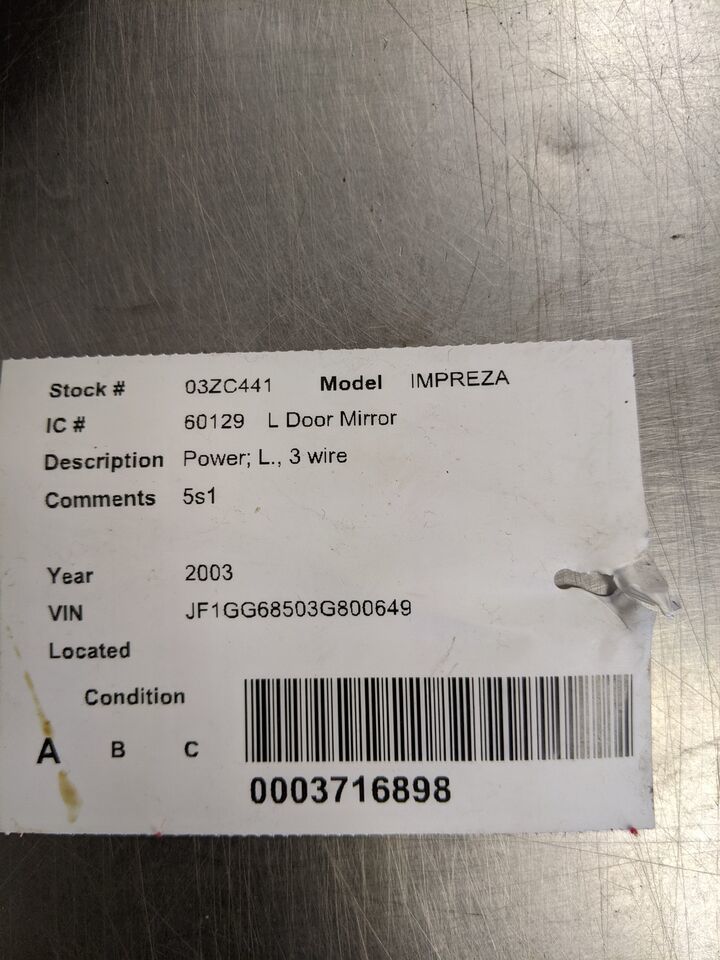 Stock # 03ZC441 Model IMPREZA
IC # 60129 L Door Mirror
Description Power; L., 3 wire
Comments 5s1
Year 2003
VIN JF1GG68503G800649
Located
Condition
A B C
0003716898